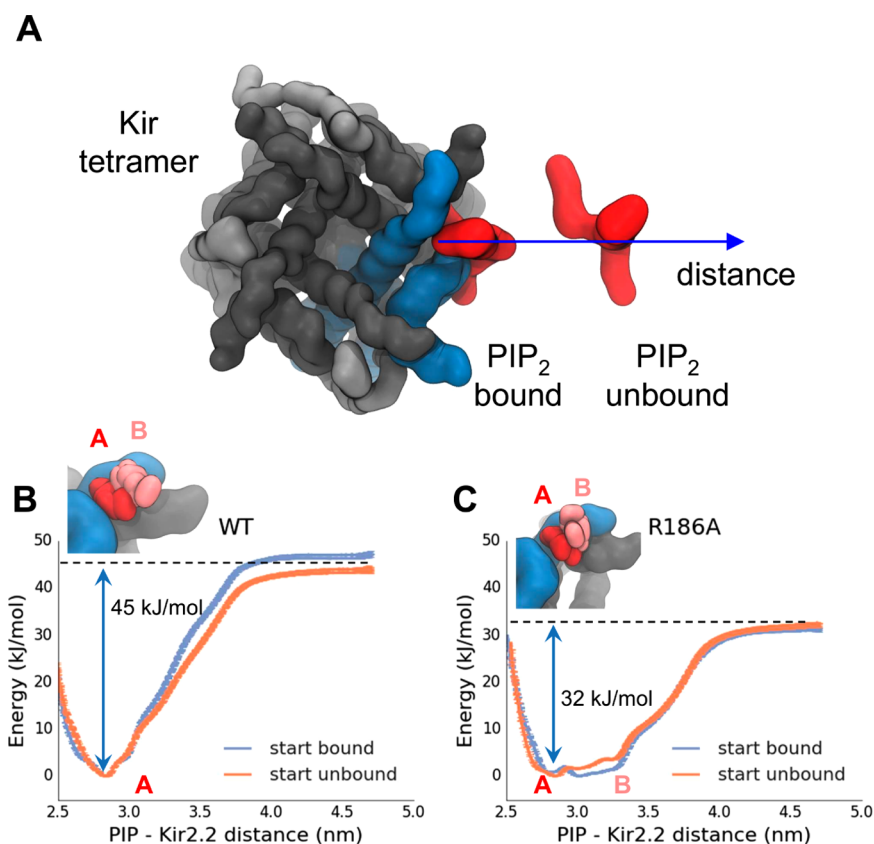 A
Kir
tetramer
distance
PIP2
bound
PIP2
unbound
A
B
B
WT
50
40
30
20
10
0
Energy (kJ/mol)
45 kJ/mol
start bound
start unbound
A
2.5
3.0
3.5
4.0
4.5
5.0
PIP - Kir2.2 distance (nm)
C
A
B
R186A
50
40
30
20
10
0
Energy (kJ/mol)
32 kJ/mol
start bound
start unbound
A
B
2.5
3.0
3.5
4.0
4.5
5.0
PIP - Kir2.2 distance (nm)